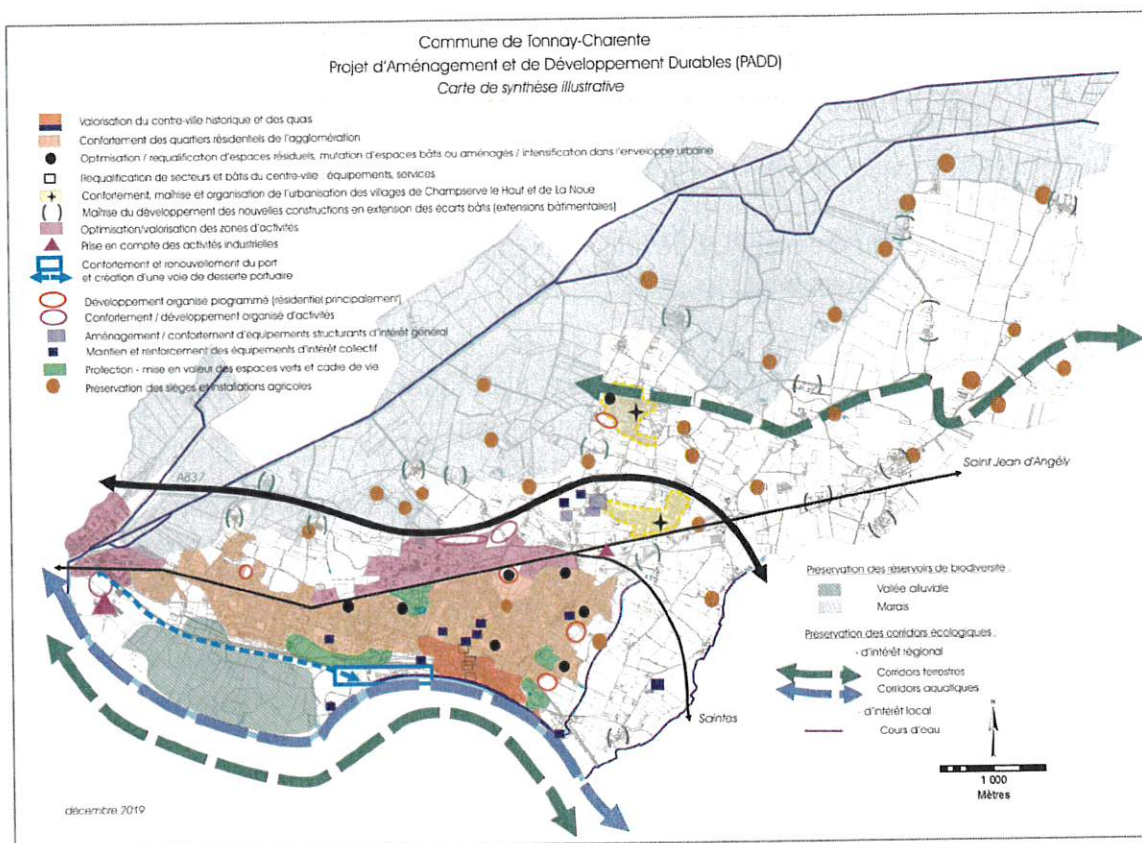 Commune de Tonnay-Charente
Projet d'Aménagement et de Développement Durables (PADD)
Carte de synthèse illustrative
Valorisation du centre-ville historique et des quais
Confortement des quartiers résidentiels de l'agglomération
Optimisation / requalification d'espaces résiduels, mutation d'espaces bâtis ou aménagés / intensification dans l'enveloppe urbaine
Requalification de secteurs et bâtis du centre-ville équipements, services
Confortement, maîtrise et organisation de l'urbanisation des villages de Champserve le Haut et de La Noue
Maîtrise du développement des nouvelles constructions en extension des écarts bâtis (extensions bâtimentaires)
Optimisation/valorisation des zones d'activités
Prise en compte des activités industrielles
Confortement et renouvellement du port
et création d'une voie de desserte portuaire
Développement organisé programmé (résidentiel principalement)
Confortement / développement organisé d'activités
Aménagement / confortement d'équipements structurants d'intérêt général
Maintien et renforcement des équipements d'intérêt collectif
Protection - mise en valeur des espaces verts et cadre de vie
Préservation des sièges et installations agricoles
A837
Saint Jean d'Angély
Saintes
Préservation des réservoirs de biodiversité :
Vallée alluviale
Marais
Préservation des corridors écologiques :
- d'intérêt régional
Corridors terrestres
Corridors aquatiques
- d'intérêt local
Cours d'eau
N
1 000
Mètres
décembre 2019